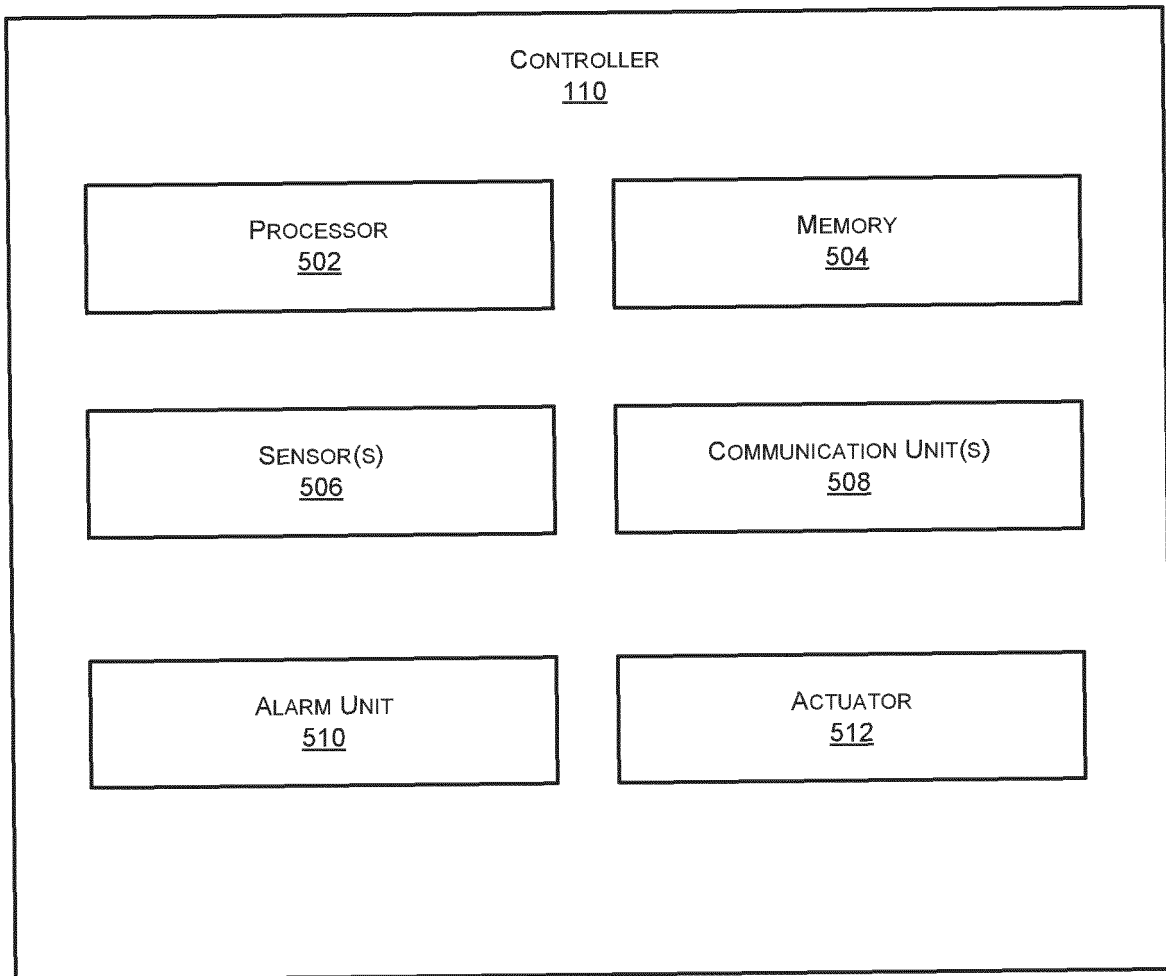 CONTROLLER
110
PROCESSOR
502
MEMORY
504
SENSOR(S)
506
COMMUNICATION UNIT(S)
508
ALARM UNIT
510
ACTUATOR
512